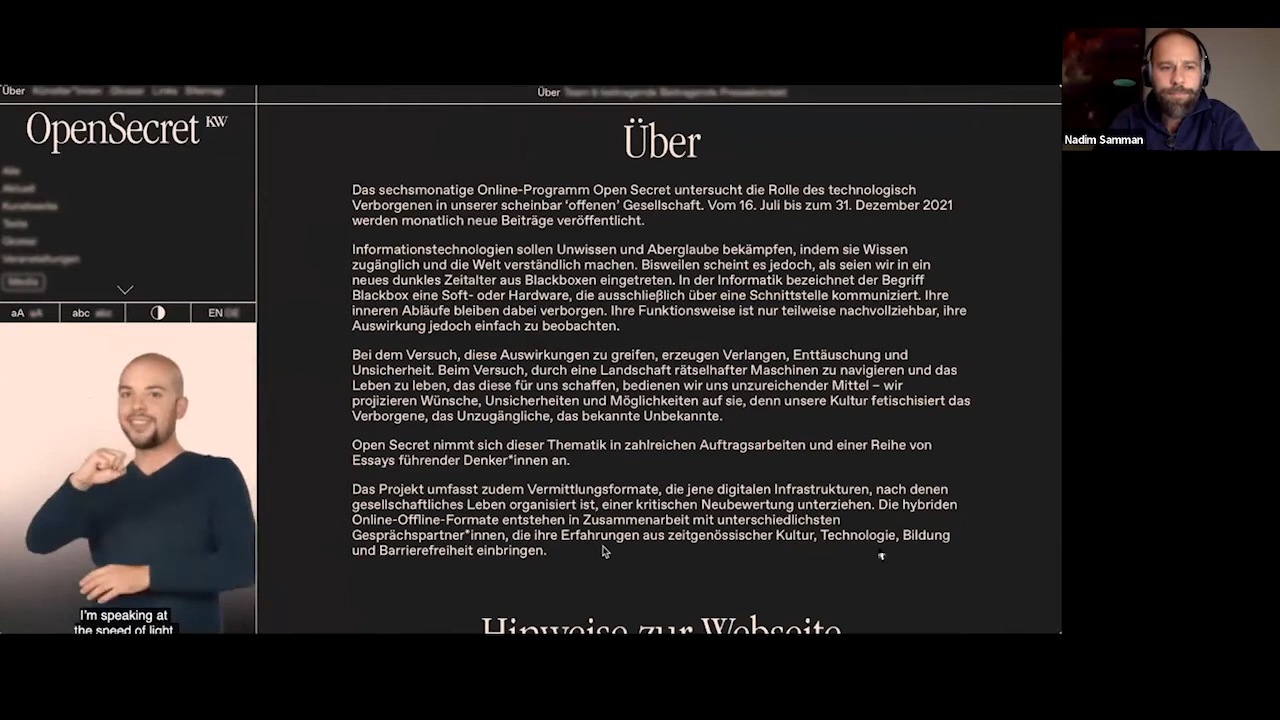 Über
Über
OpenSecret KW
aA
abc
EN
Über
Das sechsmonatige Online-Programm Open Secret untersucht die Rolle des technologisch
Verborgenen in unserer scheinbar ‘offenen’ Gesellschaft. Vom 16. Juli bis zum 31. Dezember 2021
werden monatlich neue Beiträge veröffentlicht.
Informationstechnologien sollen Unwissen und Aberglaube bekämpfen, indem sie Wissen
zugänglich und die Welt verständlich machen. Bisweilen scheint es jedoch, als seien wir in ein
neues dunkles Zeitalter aus Blackboxen eingetreten. In der Informatik bezeichnet der Begriff
Blackbox eine Soft- oder Hardware, die ausschließlich über eine Schnittstelle kommuniziert. Ihre
inneren Abläufe bleiben dabei verborgen. Ihre Funktionsweise ist nur teilweise nachvollziehbar, ihre
Auswirkung jedoch einfach zu beobachten.
Bei dem Versuch, diese Auswirkungen zu greifen, erzeugen Verlangen, Enttäuschung und
Unsicherheit. Beim Versuch, durch eine Landschaft rätselhafter Maschinen zu navigieren und das
Leben zu leben, das diese für uns schaffen, bedienen wir uns unzureichender Mittel – wir
projizieren Wünsche, Unsicherheiten und Möglichkeiten auf sie, denn unsere Kultur fetischisiert das
Verborgene, das Unzugängliche, das bekannte Unbekannte.
Open Secret nimmt sich dieser Thematik in zahlreichen Auftragsarbeiten und einer Reihe von
Essays führender Denker*innen an.
Das Projekt umfasst zudem Vermittlungsformate, die jene digitalen Infrastrukturen, nach denen
gesellschaftliches Leben organisiert ist, einer kritischen Neubewertung unterziehen. Die hybriden
Online-Offline-Formate entstehen in Zusammenarbeit mit unterschiedlichsten
Gesprächspartner*innen, die ihre Erfahrungen aus zeitgenössischer Kultur, Technologie, Bildung
und Barrierefreiheit einbringen.
Hinweise zur Webseite
I'm speaking at
the speed of light
Nadim Samman